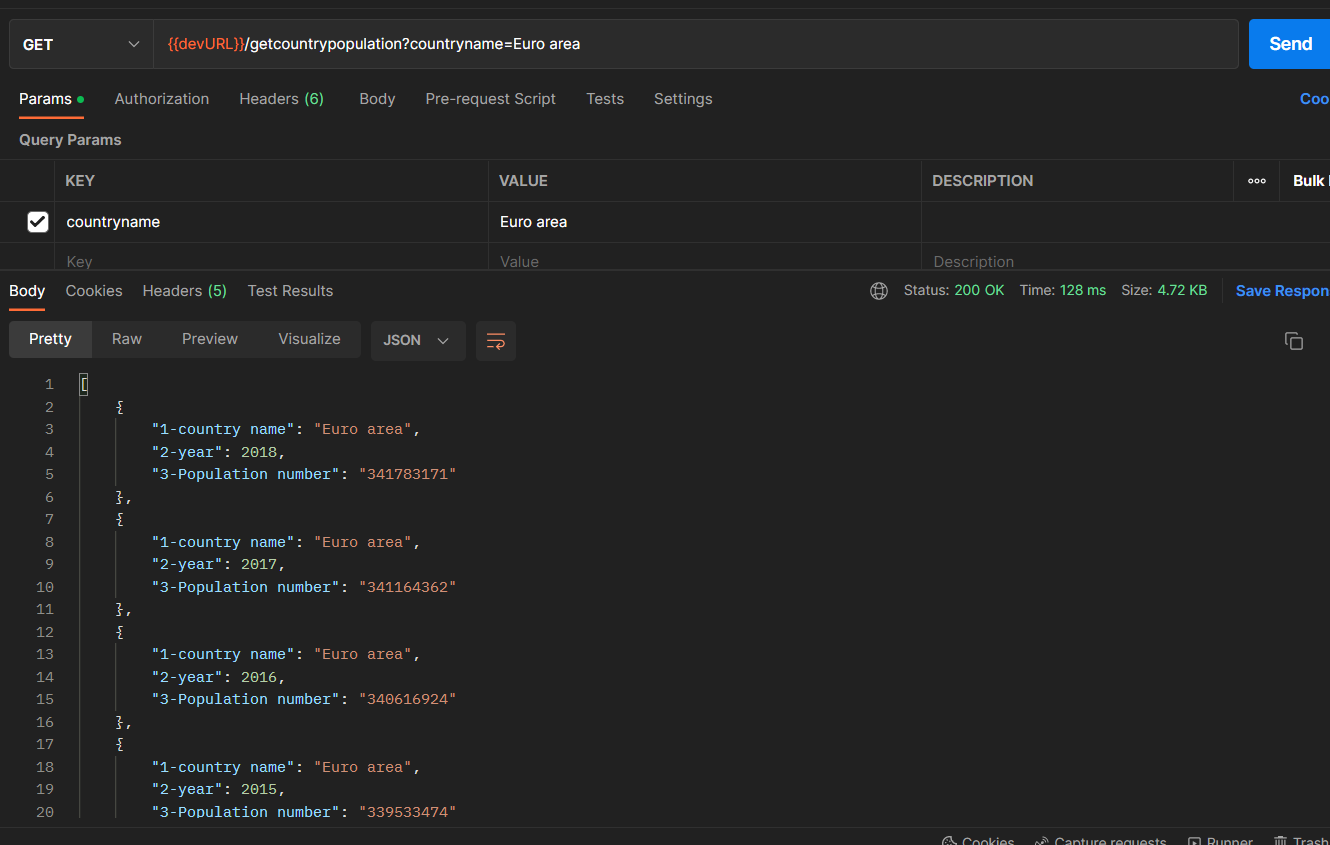 GET {{devURL}}/getcountrypopulation?countryname=Euro area Send
Params Authorization Headers (6) Body Pre-request Script Tests Settings Coo
Query Params
KEY VALUE DESCRIPTION ooo Bulk
countryname Euro area
Key Value Description
Body Cookies Headers (5) Test Results Status: 200 OK Time: 128 ms Size: 4.72 KB Save Respon
Pretty Raw Preview Visualize JSON
1 [
2 {
3 "1-country name": "Euro area",
4 "2-year": 2018,
5 "3-Population number": "341783171"
6 },
7 {
8 "1-country name": "Euro area",
9 "2-year": 2017,
10 "3-Population number": "341164362"
11 },
12 {
13 "1-country name": "Euro area",
14 "2-year": 2016,
15 "3-Population number": "340616924"
16 },
17 {
18 "1-country name": "Euro area",
19 "2-year": 2015,
20 "3-Population number": "339533474"
Cookies Capture requests Runner Trash